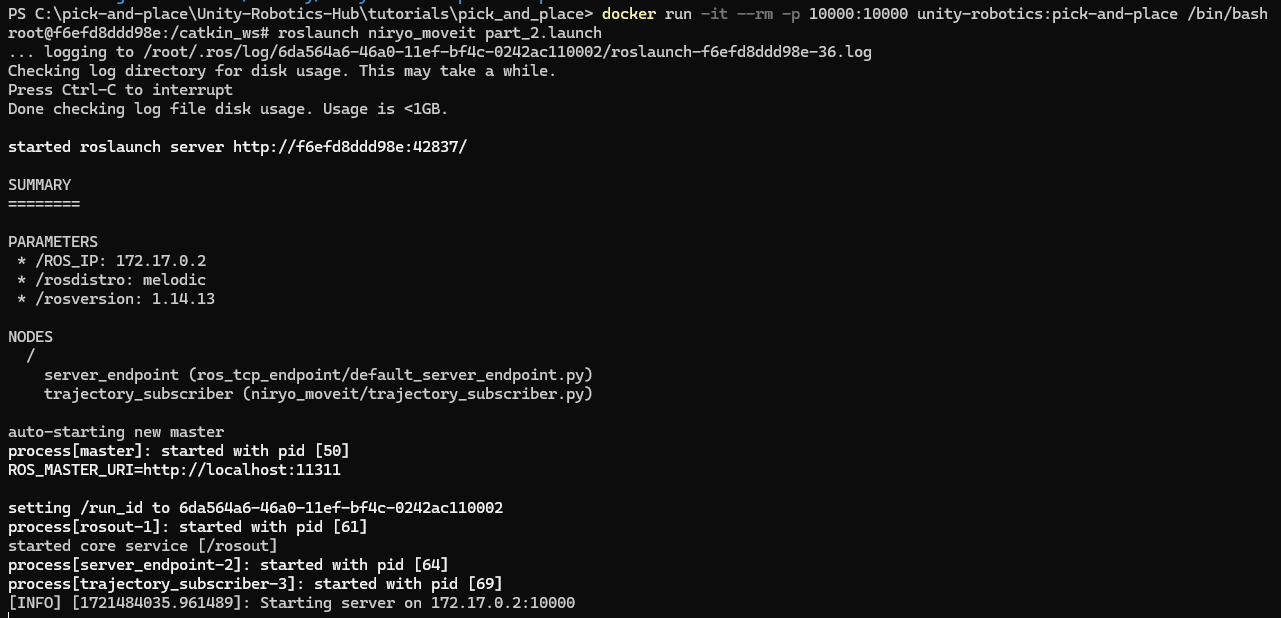 PS C:\pick-and-place\Unity-Robotics-Hub\tutorials\pick_and_place> docker run -it --rm -p 10000:10000 unity-robotics:pick-and-place /bin/bash
root@f6efd8ddd98e:/catkin_ws# roslaunch niryo_moveit part_2.launch
... logging to /root/.ros/log/6da564a6-46a0-11ef-bf4c-0242ac110002/roslaunch-f6efd8ddd98e-36.log
Checking log directory for disk usage. This may take a while.
Press Ctrl-C to interrupt
Done checking log file disk usage. Usage is <1GB.

started roslaunch server http://f6efd8ddd98e:42837/

SUMMARY
========

PARAMETERS
 * /ROS_IP: 172.17.0.2
 * /rosdistro: melodic
 * /rosversion: 1.14.13

NODES
  /
    server_endpoint (ros_tcp_endpoint/default_server_endpoint.py)
    trajectory_subscriber (niryo_moveit/trajectory_subscriber.py)

auto-starting new master
process[master]: started with pid [50]
ROS_MASTER_URI=http://localhost:11311

setting /run_id to 6da564a6-46a0-11ef-bf4c-0242ac110002
process[rosout-1]: started with pid [61]
started core service [/rosout]
process[server_endpoint-2]: started with pid [64]
process[trajectory_subscriber-3]: started with pid [69]
[INFO] [1721484035.961489]: Starting server on 172.17.0.2:10000